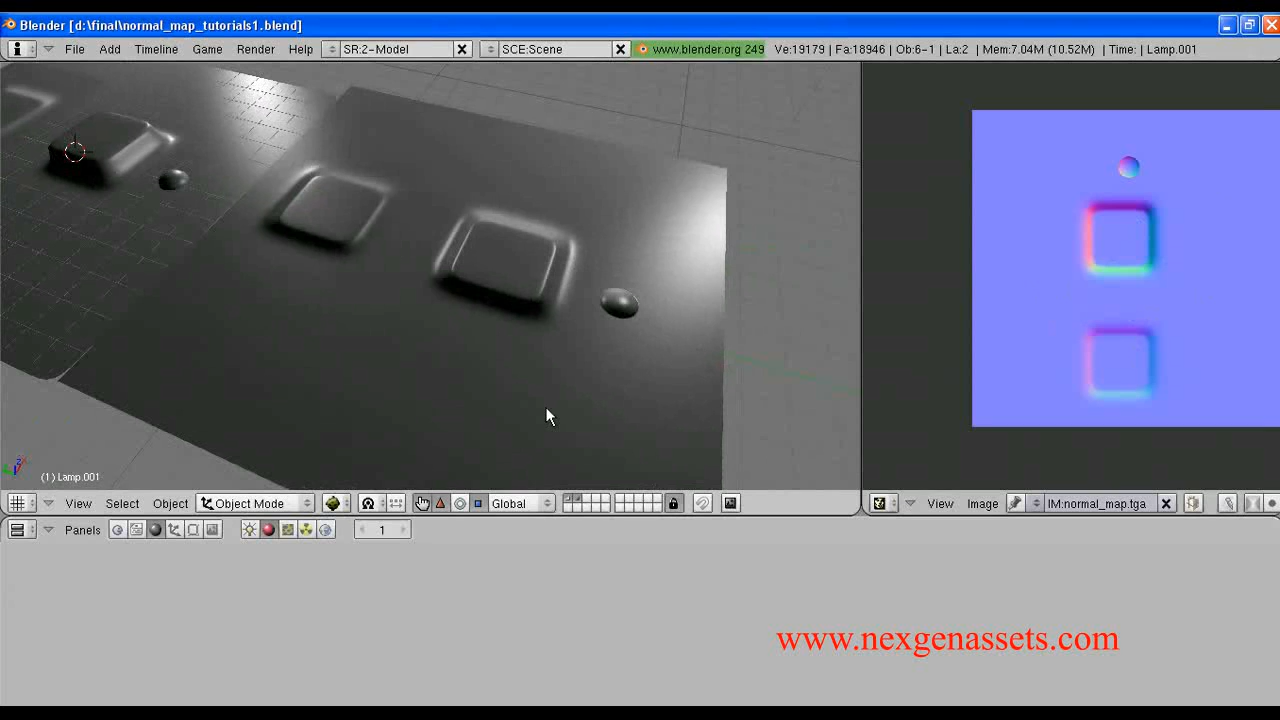 Blender [d:\final\normal_map_tutorials1.blend]
File Add Timeline Game Render Help SR:2-Model SCE:Scene www.blender.org 249 Ve:19179 | Fa:18946 | Ob:6-1 | La:2 | Mem:7.04M (10.52M) | Time: | Lamp.001
(1) Lamp.001
View Select Object Object Mode Global
View Image IM:normal_map.tga
Panels 1
www.nexgenassets.com